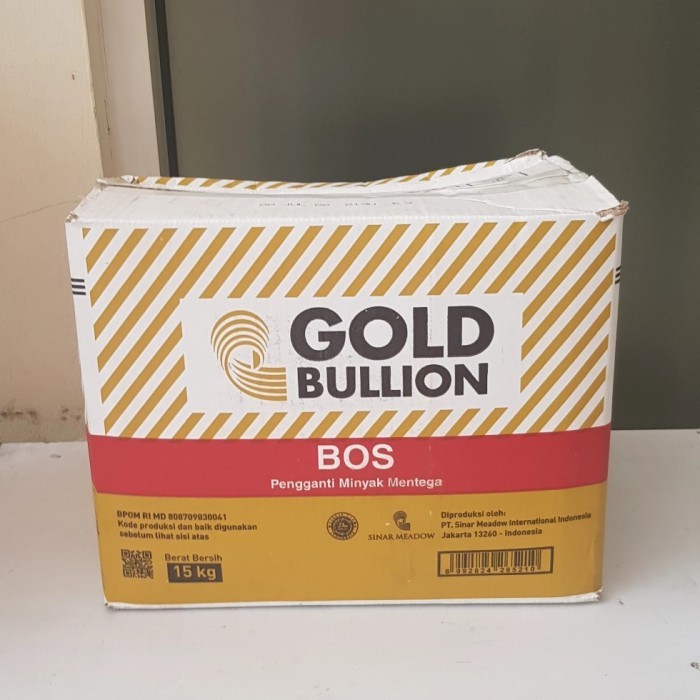 GOLD
BULLION
BOS
Pengganti Minyak Mentega
BPOM RI MD 808709030041
Kode produksi dan baik digunakan
sebelum lihat sisi atas
Berat Bersih
15 kg
SINAR MEADOW
Diproduksi oleh:
PT. Sinar Meadow International Indonesia
Jakarta 13260 - Indonesia